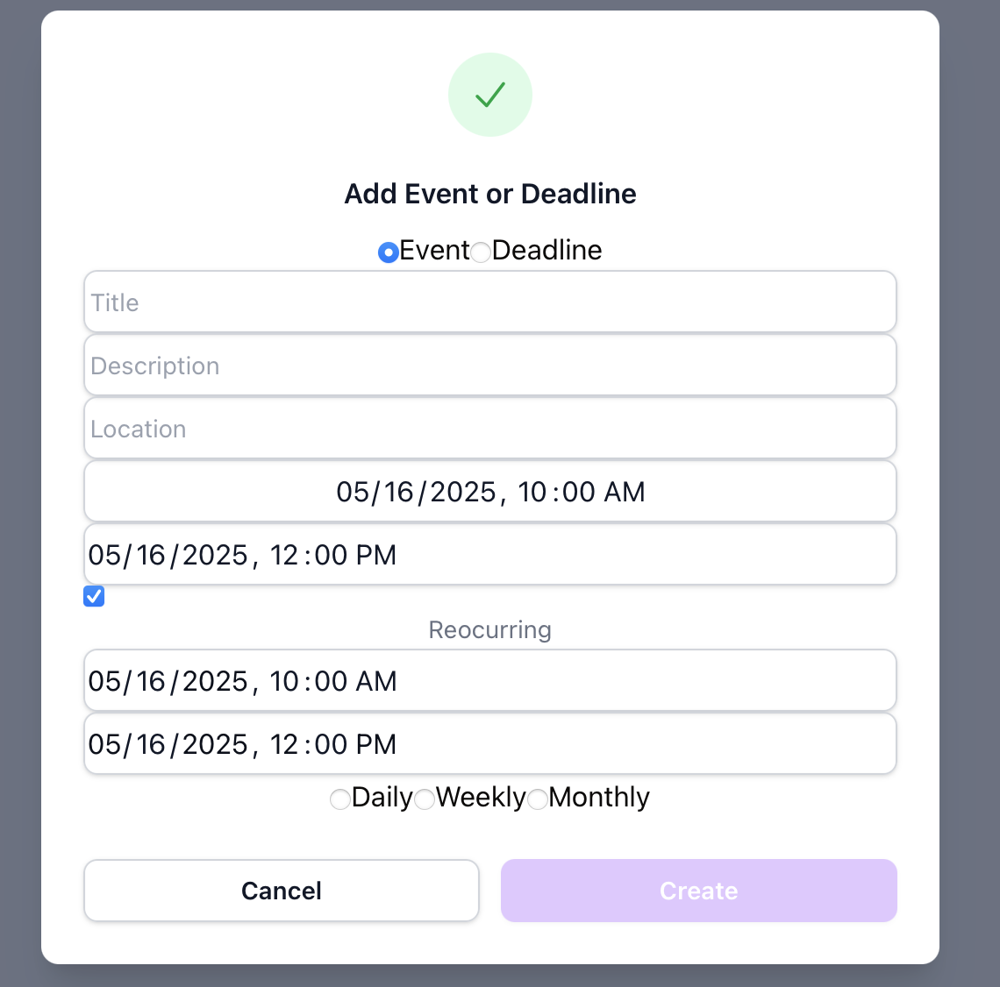 Add Event or Deadline
Event Deadline
Title
Description
Location
05/16/2025, 10:00 AM
05/16/2025, 12:00 PM
Reocurring
05/16/2025, 10:00 AM
05/16/2025, 12:00 PM
Daily Weekly Monthly
Cancel Create